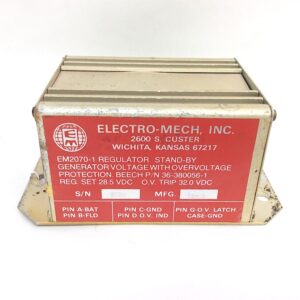 ELECTRO-MECH, INC.
2600 S. CUSTER
WICHITA, KANSAS 67217
EM2070-1 REGULATOR STAND-BY
GENERATOR VOLTAGE WITH OVERVOLTAGE
PROTECTION BEECH P/N 36-380056-1
REG. SET 28.5 VDC O.V. TRIP 32.0 VDC
S/N MFG.
PIN A-BAT PIN C-GND PIN G O.V. LATCH
PIN B-FLD PIN D O.V. IND CASE-GND